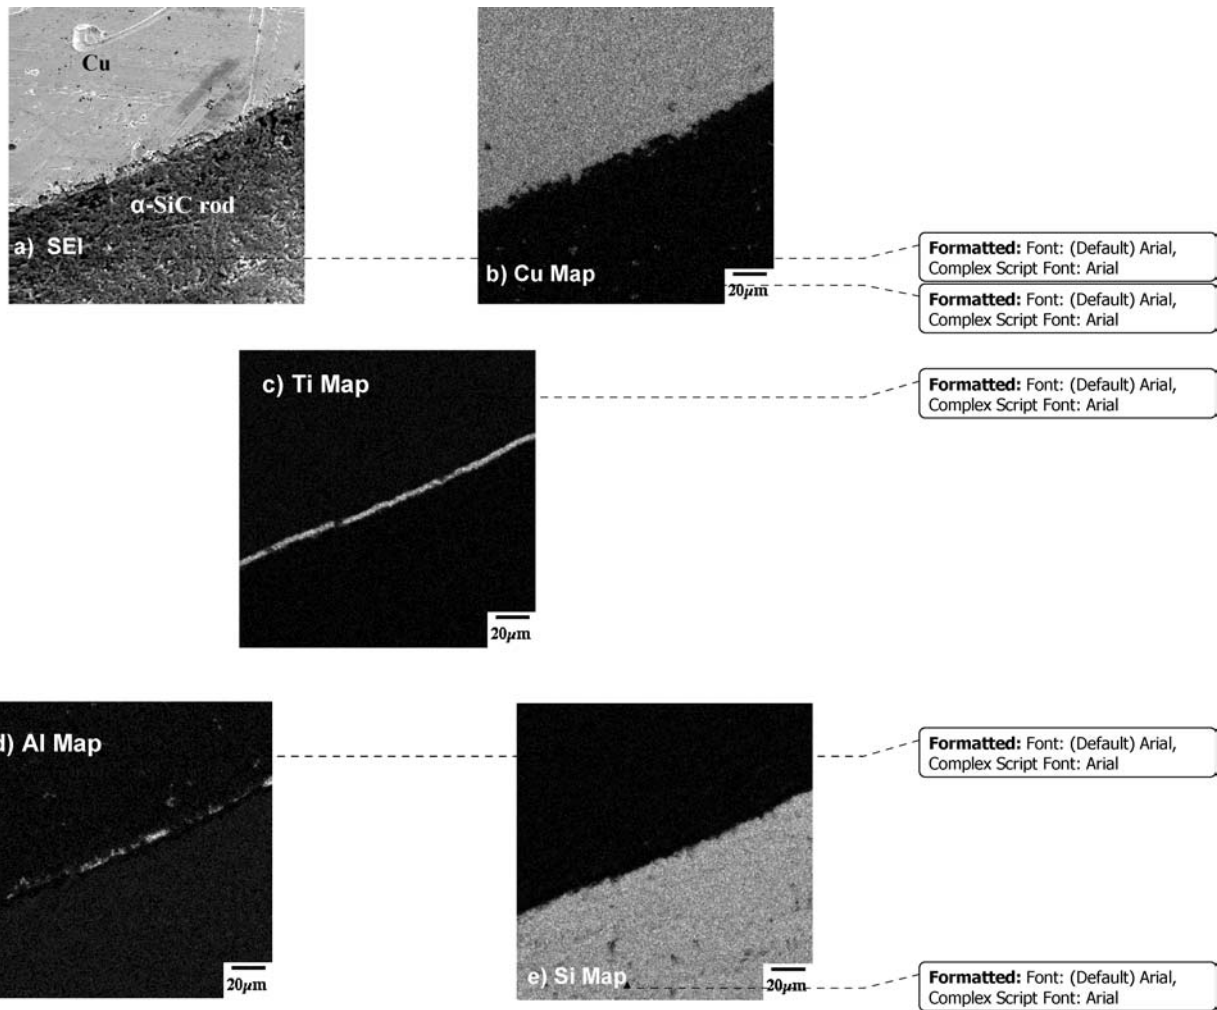 Cu
α-SiC rod
a) SEI
b) Cu Map
20μm
Formatted: Font: (Default) Arial,
Complex Script Font: Arial
Formatted: Font: (Default) Arial,
Complex Script Font: Arial
c) Ti Map
20μm
Formatted: Font: (Default) Arial,
Complex Script Font: Arial
d) Al Map
20μm
Formatted: Font: (Default) Arial,
Complex Script Font: Arial
e) Si Map
20μm
Formatted: Font: (Default) Arial,
Complex Script Font: Arial